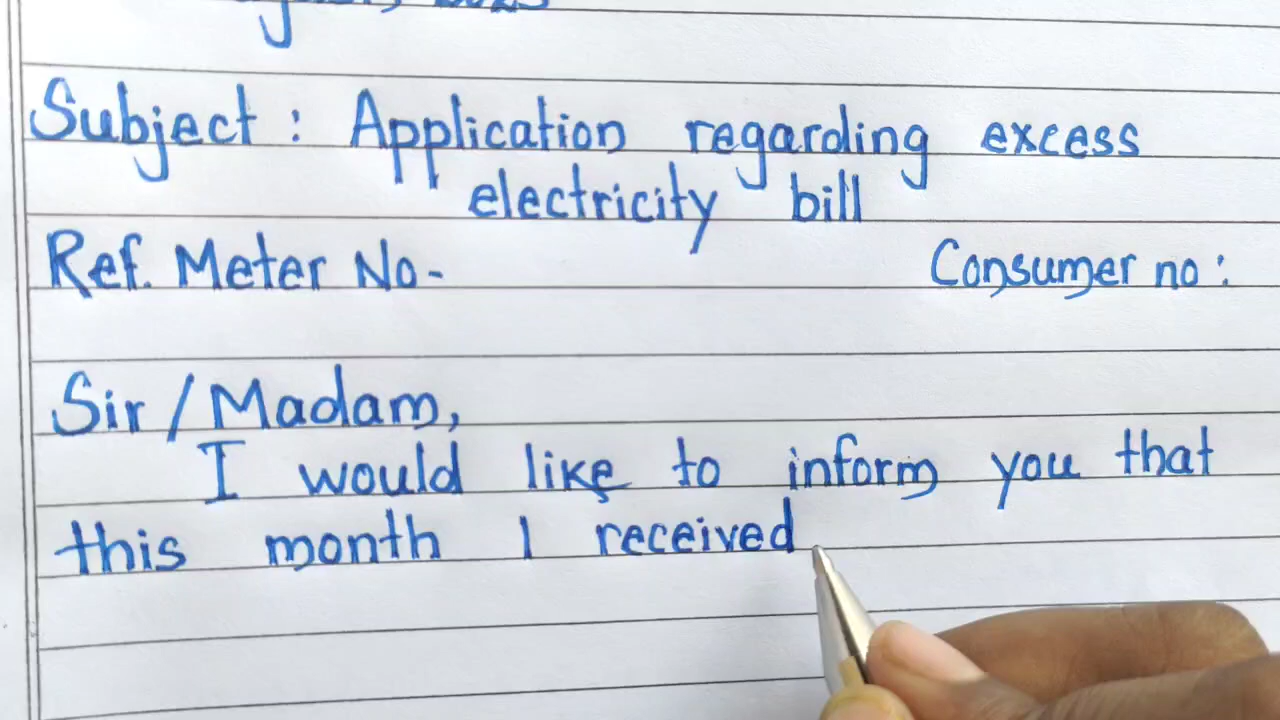 Subject : Application regarding excess
electricity bill
Ref. Meter No - Consumer no :
Sir / Madam,
I would like to inform you that
this month I received